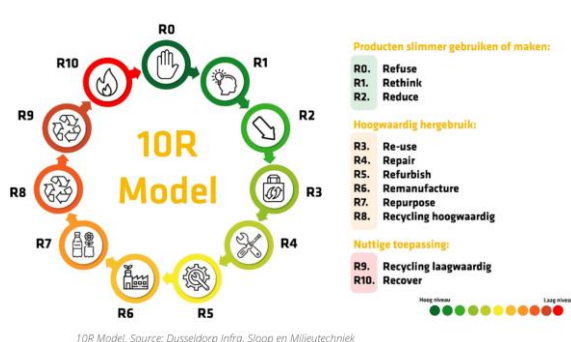 R0
R1
R2
R3
R4
R5
R6
R7
R8
R9
R10
10R
Model
Producten slimmer gebruiken of maken:
R0. Refuse
R1. Rethink
R2. Reduce
Hoogwaardig hergebruik:
R3. Re-use
R4. Repair
R5. Refurbish
R6. Remanufacture
R7. Repurpose
R8. Recycling hoogwaardig
Nuttige toepassing:
R9. Recycling laagwaardig
R10. Recover
Hoog niveau
Laag niveau
10R Model. Source: Dusseldorp Infra, Sloop en Milieutechniek